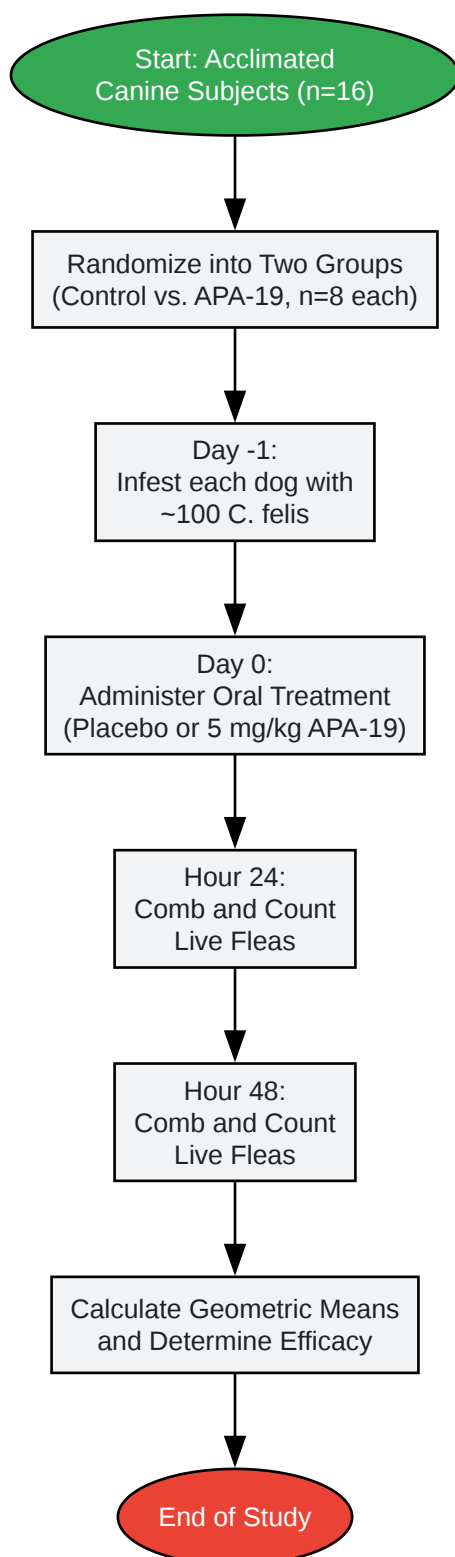 Start: Acclimated
Canine Subjects (n=16)
Randomize into Two Groups
(Control vs. APA-19, n=8 each)
Day -1:
Infest each dog with
~100 C. felis
Day 0:
Administer Oral Treatment
(Placebo or 5 mg/kg APA-19)
Hour 24:
Comb and Count
Live Fleas
Hour 48:
Comb and Count
Live Fleas
Calculate Geometric Means
and Determine Efficacy
End of Study